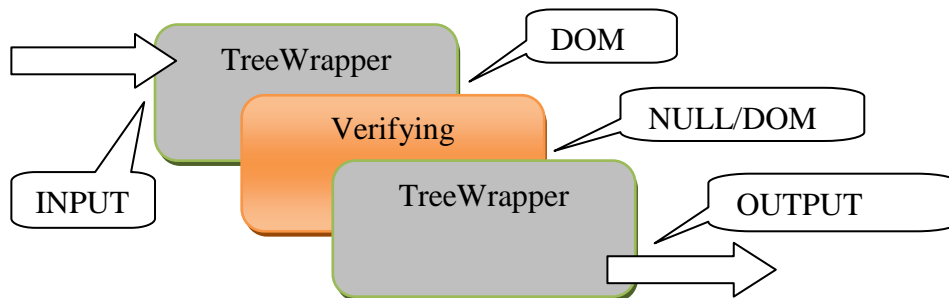 TreeWrapper
DOM
Verifying
NULL/DOM
INPUT
TreeWrapper
OUTPUT